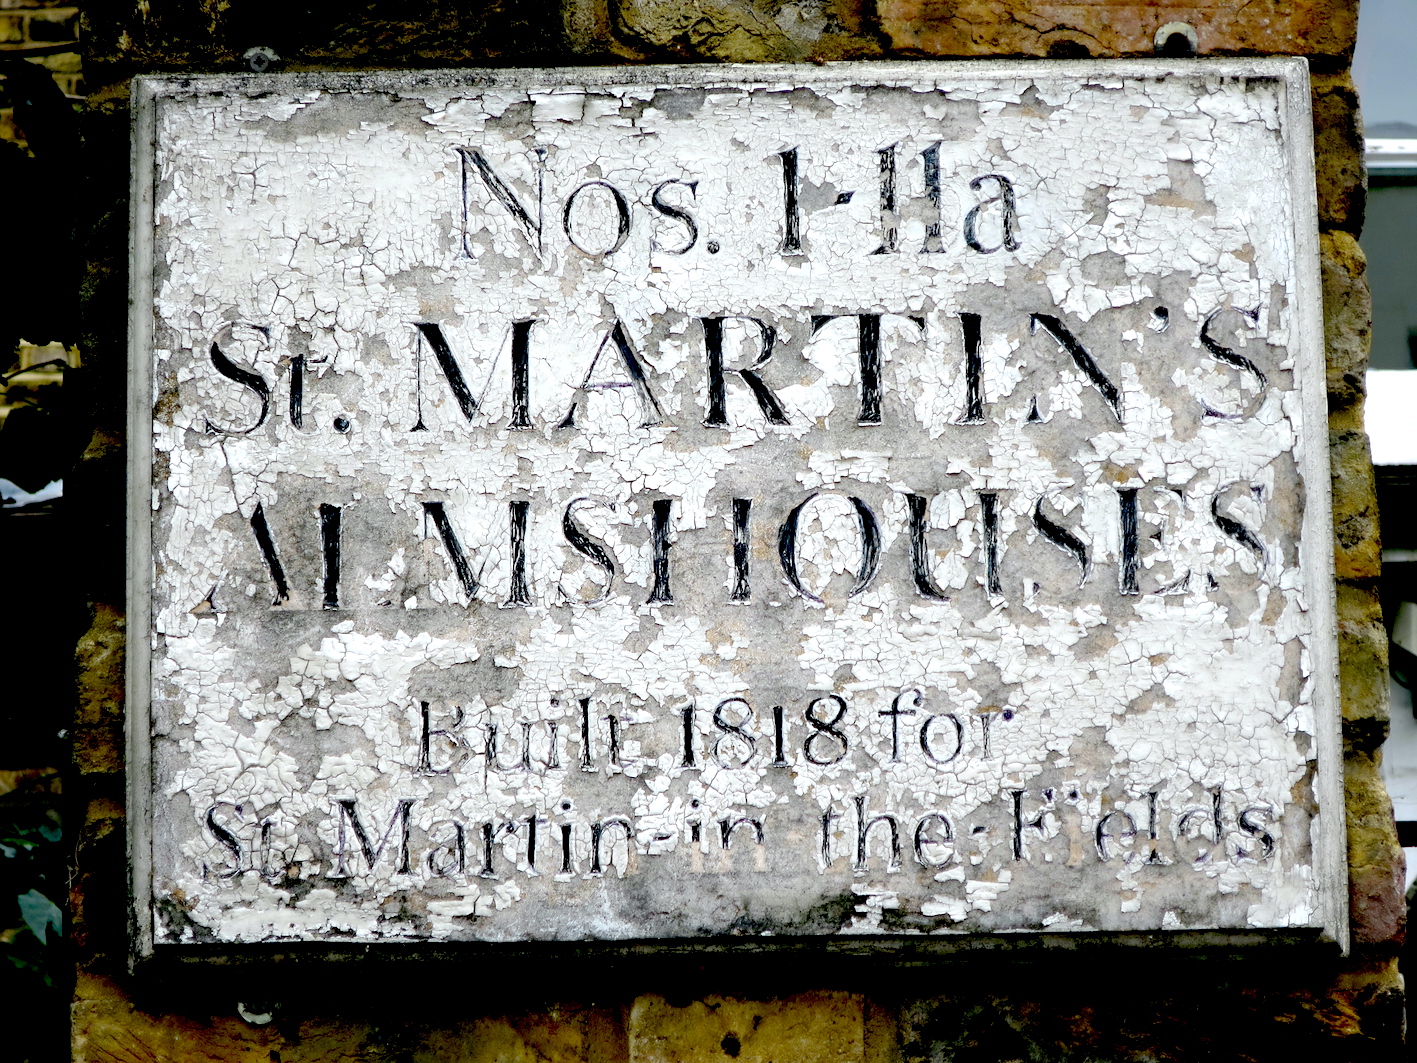 Nos. 1-11a
St. MARTIN'S
ALMSHOUSES
Built 1818 for
St. Martin-in the-Fields